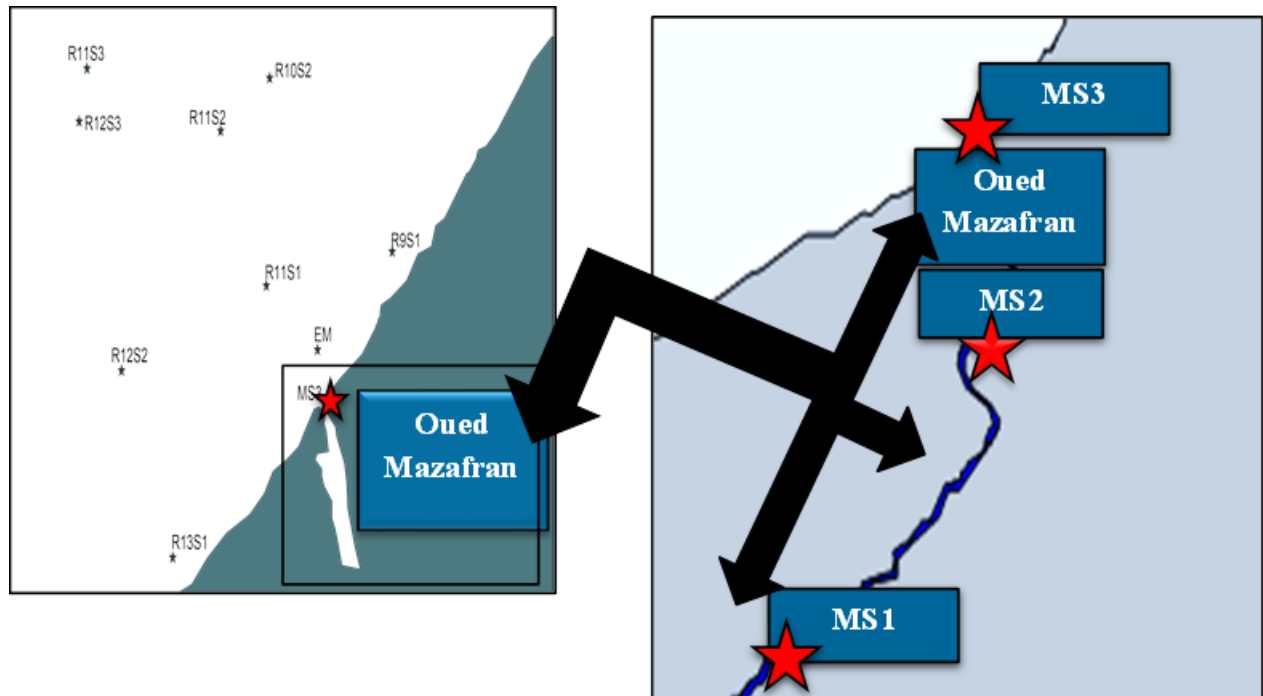 R11S3
R10S2
R12S3
R11S2
R9S1
R11S1
EM
R12S2
MS3
Oued
Mazafran
R13S1
MS3
Oued
Mazafran
MS2
MS1